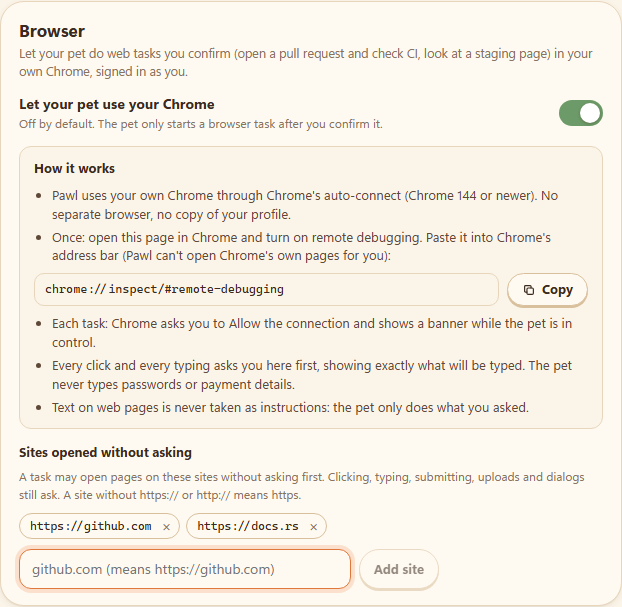 Browser
Let your pet do web tasks you confirm (open a pull request and check CI, look at a staging page) in your
own Chrome, signed in as you.
Let your pet use your Chrome
Off by default. The pet only starts a browser task after you confirm it.
How it works
• Pawl uses your own Chrome through Chrome's auto-connect (Chrome 144 or newer). No
separate browser, no copy of your profile.
• Once: open this page in Chrome and turn on remote debugging. Paste it into Chrome's
address bar (Pawl can't open Chrome's own pages for you):
chrome://inspect/#remote-debugging
Copy
• Each task: Chrome asks you to Allow the connection and shows a banner while the pet is in
control.
• Every click and every typing asks you here first, showing exactly what will be typed. The pet
never types passwords or payment details.
• Text on web pages is never taken as instructions: the pet only does what you asked.
Sites opened without asking
A task may open pages on these sites without asking first. Clicking, typing, submitting, uploads and dialogs
still ask. A site without https:// or http:// means https.
https://github.com × https://docs.rs ×
github.com (means https://github.com) Add site